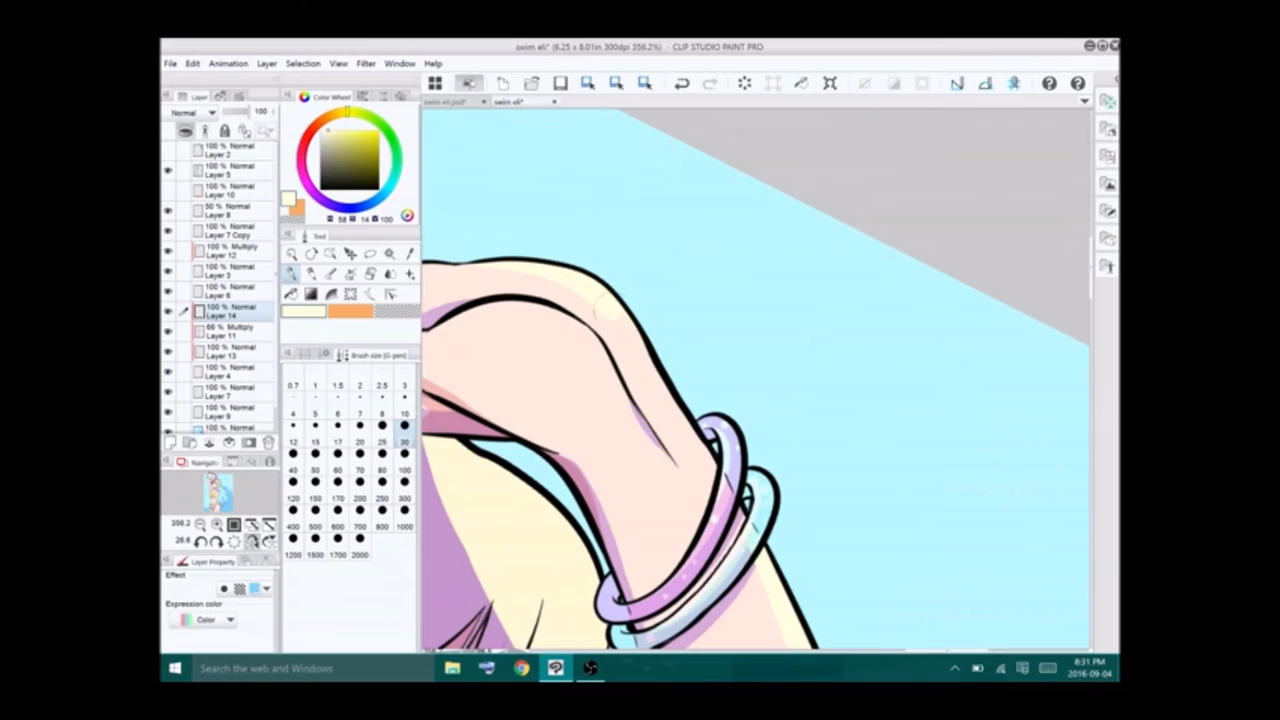 swim eli* (6.25 x 8.01in 300dpi 356.2%) - CLIP STUDIO PAINT PRO
File Edit Animation Layer Selection View Filter Window Help
Layer
Color Wheel
swim eli.psd*
swim eli*
Normal 100
100 % Normal
Layer 2
100 % Normal
Layer 5
100 % Normal
Layer 10
50 % Normal
Layer 8
100 % Normal
Layer 7 Copy
100 % Multiply
Layer 12
100 % Normal
Layer 3
100 % Normal
Layer 6
100 % Normal
Layer 14
66 % Multiply
Layer 11
100 % Normal
Layer 13
100 % Normal
Layer 4
100 % Normal
Layer 7
100 % Normal
Layer 9
100 % Normal
58 14 100
Tool
Brush size (G-pen)
0.7 1 1.5 2 2.5 3
4 5 6 7 8 10
12 15 17 20 25 30
40 50 60 70 80 100
120 150 170 200 250 300
400 500 600 700 800 1000
1200 1500 1700 2000
Navigat
356.2
26.6
Layer Property
Effect
Expression color
Color
Search the web and Windows
8:31 PM
2016-09-04